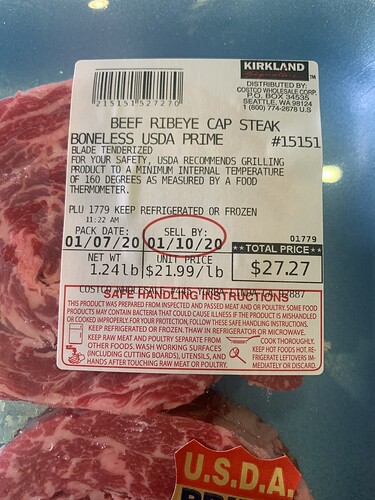 KIRKLAND
Signature
DISTRIBUTED BY:
COSTCO WHOLESALE CORP.
P.O. BOX 34535
SEATTLE, WA 98124
1 (800) 774-2678 U.S
215151 527270
BEEF RIBEYE CAP STEAK
BONELESS USDA PRIME #15151
BLADE TENDERIZED
FOR YOUR SAFETY, USDA RECOMMENDS GRILLING
PRODUCT TO A MINIMUM INTERNAL TEMPERATURE
OF 160 DEGREES AS MEASURED BY A FOOD
THERMOMETER.
PLU 1779 KEEP REFRIGERATED OR FROZEN
11:22 AM
PACK DATE: SELL BY: 01779
01/07/20 01/10/20 **TOTAL PRICE**
NET WT UNIT PRICE
1.24lb $21.99/lb $27.27
SAFE HANDLING INSTRUCTIONS
THIS PRODUCT WAS PREPARED FROM INSPECTED AND PASSED MEAT AND/OR POULTRY. SOME FOOD
PRODUCTS MAY CONTAIN BACTERIA THAT COULD CAUSE ILLNESS IF THE PRODUCT IS MISHANDLED
OR COOKED IMPROPERLY. FOR YOUR PROTECTION, FOLLOW THESE SAFE HANDLING INSTRUCTIONS.
KEEP REFRIGERATED OR FROZEN. THAW IN REFRIGERATOR OR MICROWAVE.
KEEP RAW MEAT AND POULTRY SEPARATE FROM
OTHER FOODS. WASH WORKING SURFACES
(INCLUDING CUTTING BOARDS), UTENSILS, AND
HANDS AFTER TOUCHING RAW MEAT OR POULTRY.
COOK THOROUGHLY.
KEEP HOT FOODS HOT. RE-
FRIGERATE LEFTOVERS IM-
MEDIATELY OR DISCARD.
U.S.D.A.